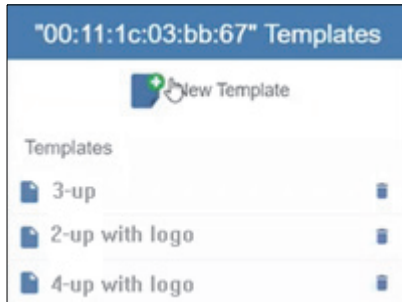 "00:11:1c:03:bb:67" Templates
New Template
Templates
3-up
2-up with logo
4-up with logo